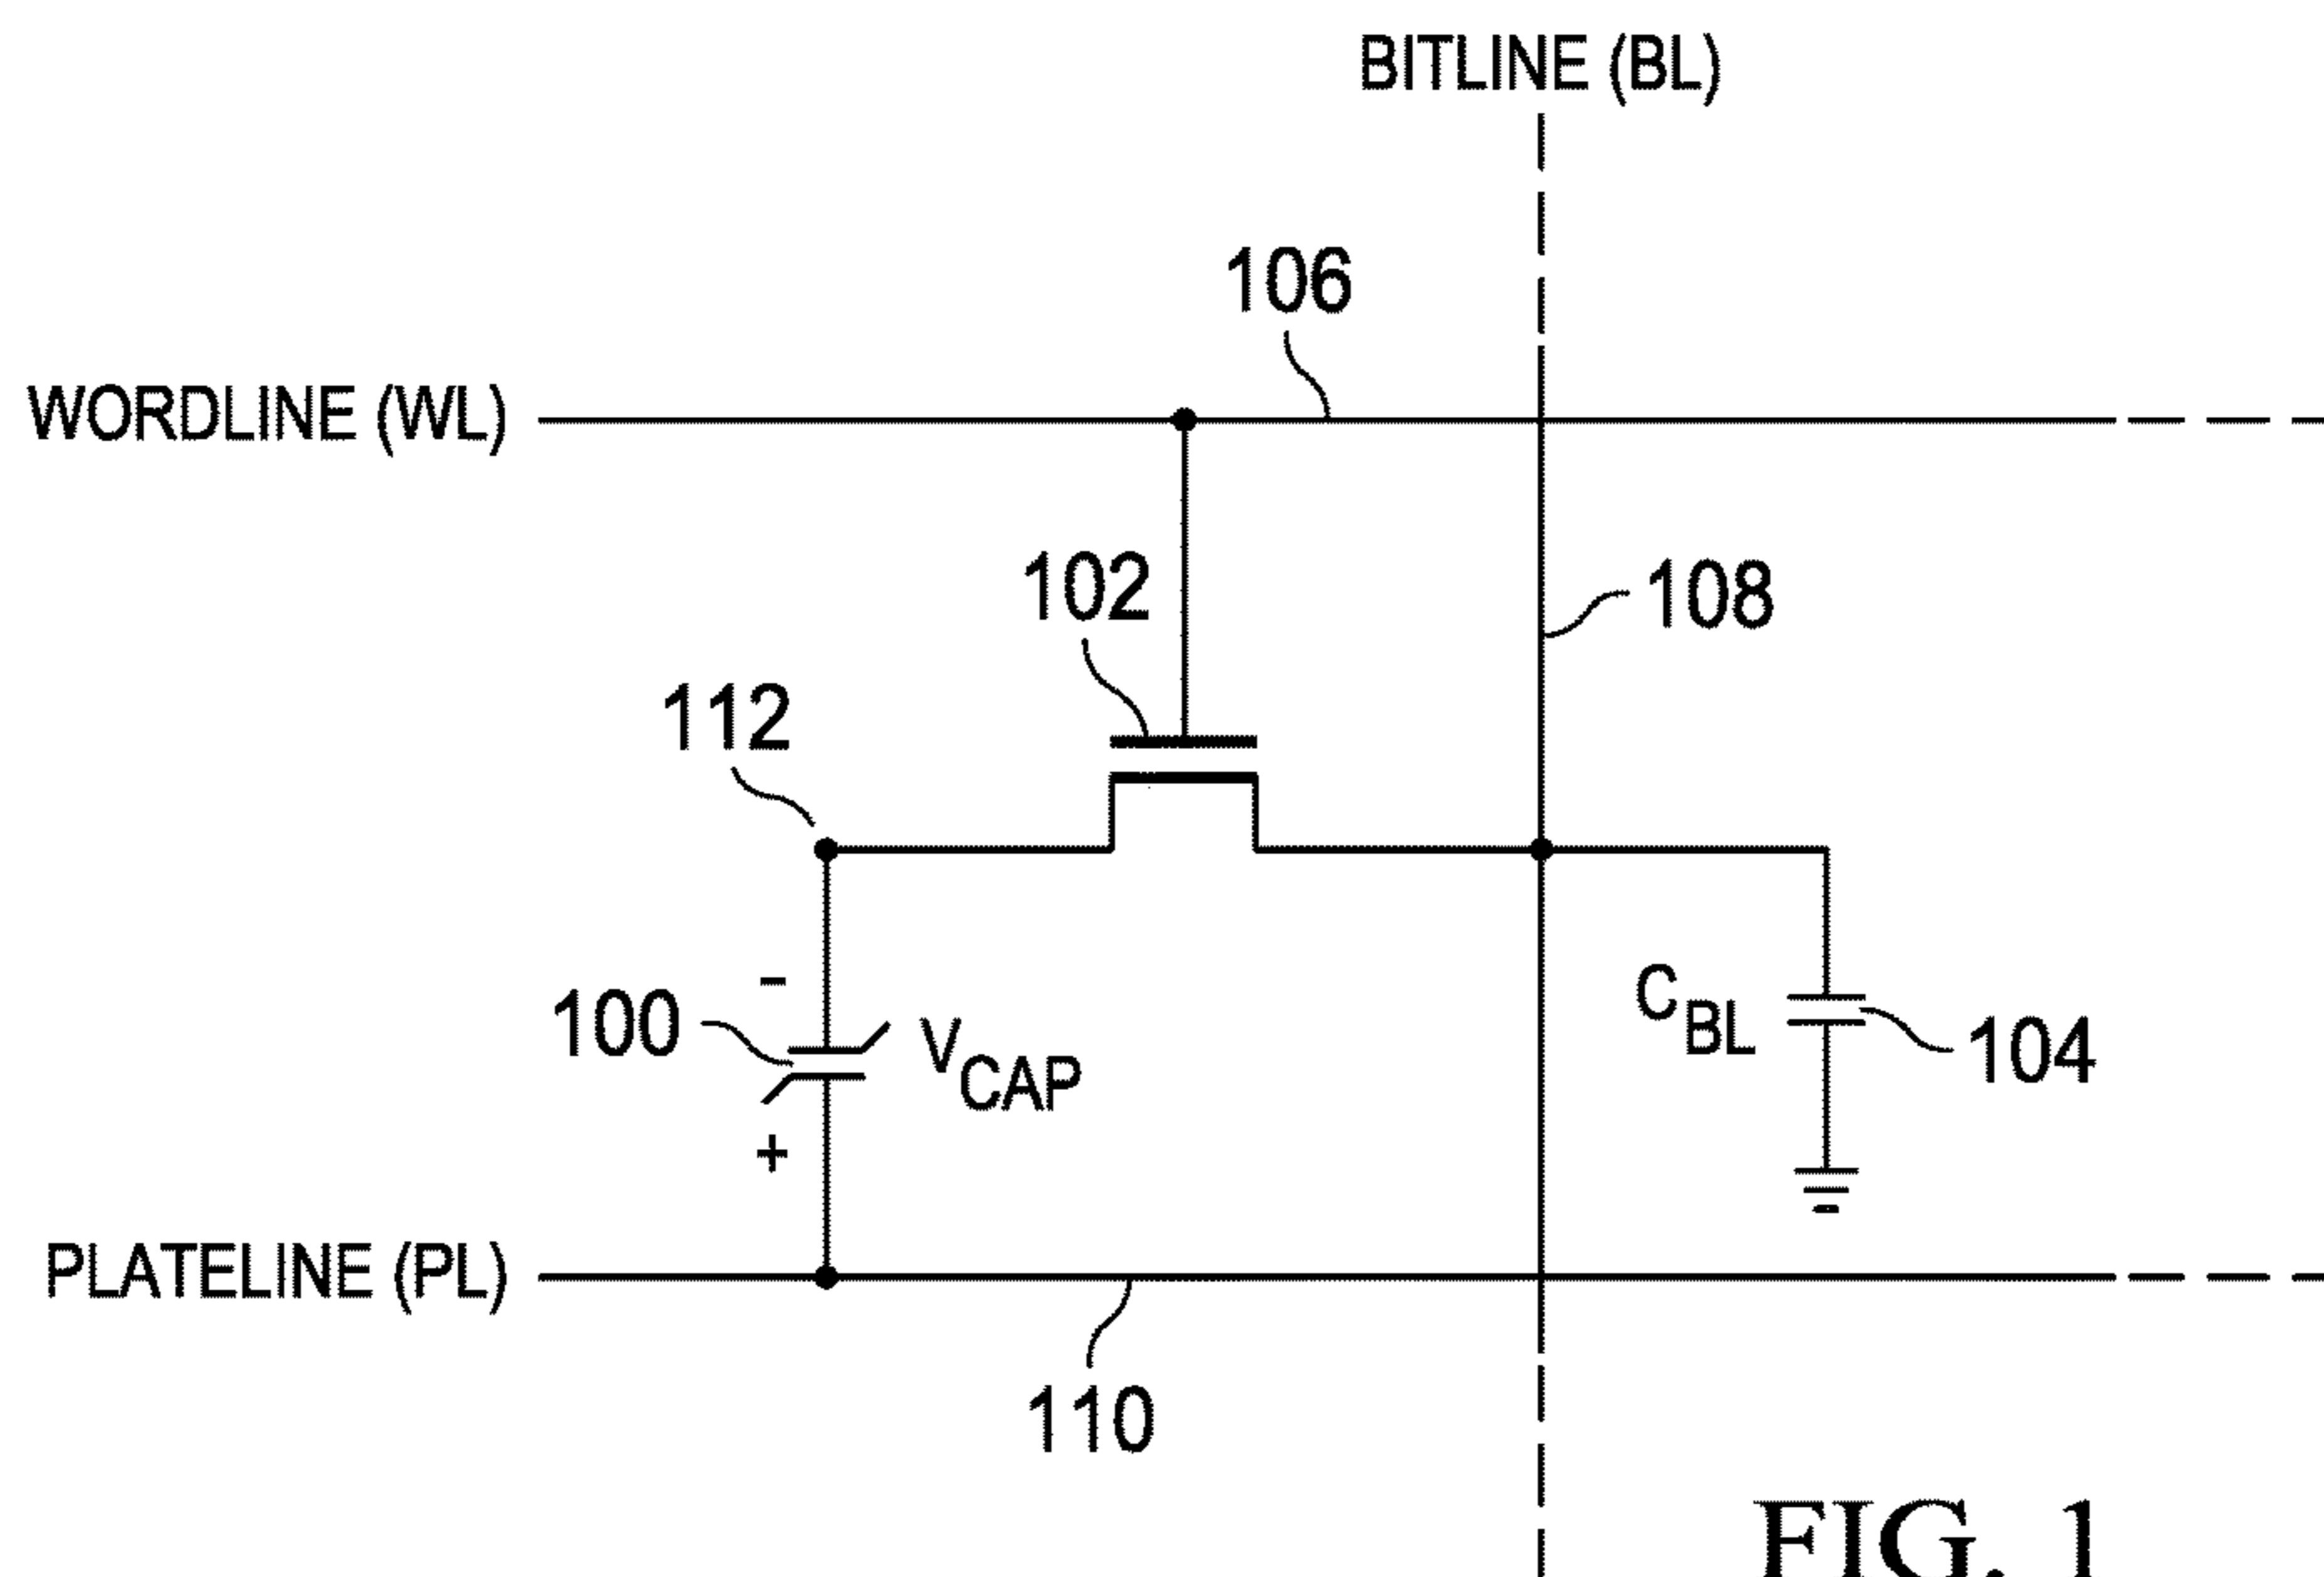 BITLINE (BL)
106
WORDLINE (WL)
102
108
112
-
100
VCAP
+
CBL
104
PLATELINE (PL)
110
FIG. 1